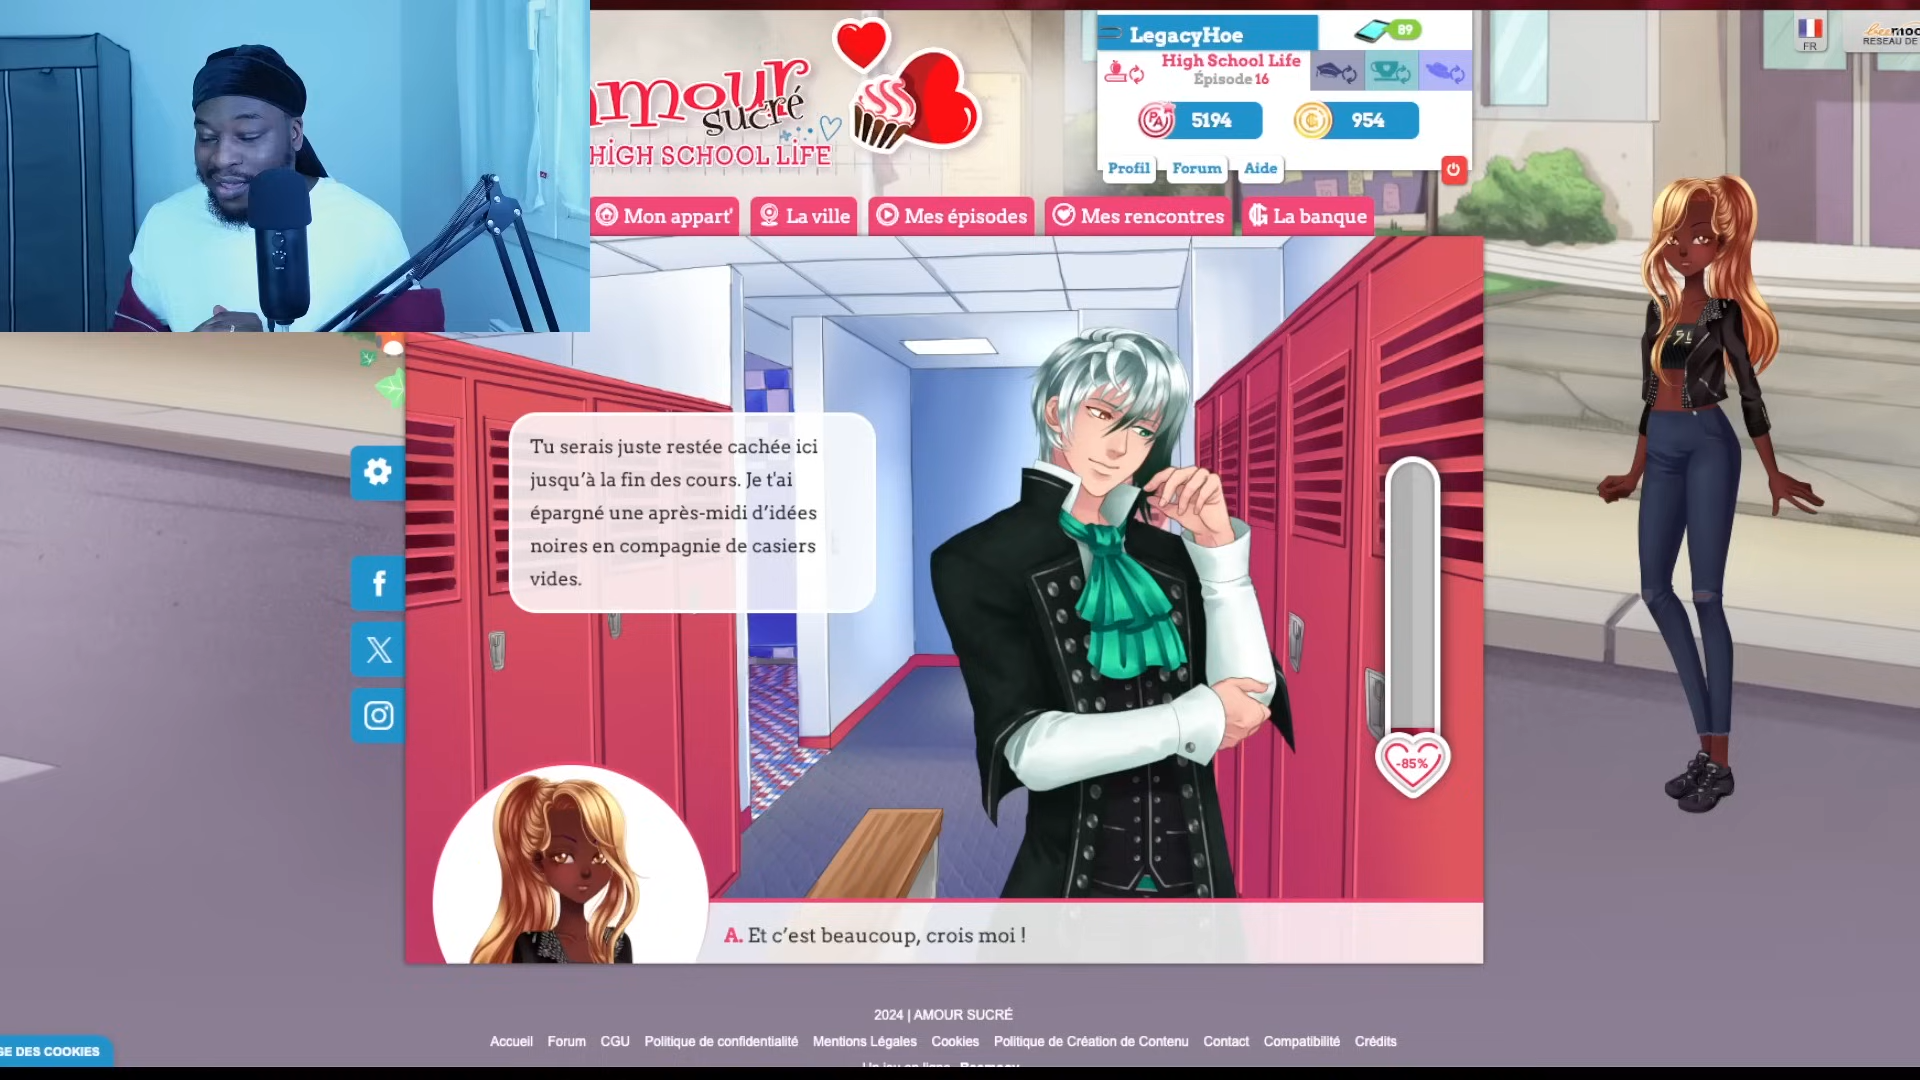 amour
sucré
HIGH SCHOOL LIFE
LegacyHoe
89
High School Life
Épisode 16
5194
954
Profil
Forum
Aide
FR
RESEAU DE
Mon appart'
La ville
Mes épisodes
Mes rencontres
La banque
Tu serais juste restée cachée ici
jusqu’à la fin des cours. Je t'ai
épargné une après-midi d’idées
noires en compagnie de casiers
vides.
-85%
A. Et c’est beaucoup, crois moi !
2024 | AMOUR SUCRÉ
Accueil Forum CGU Politique de confidentialité Mentions Légales Cookies Politique de Création de Contenu Contact Compatibilité Crédits
DES COOKIES